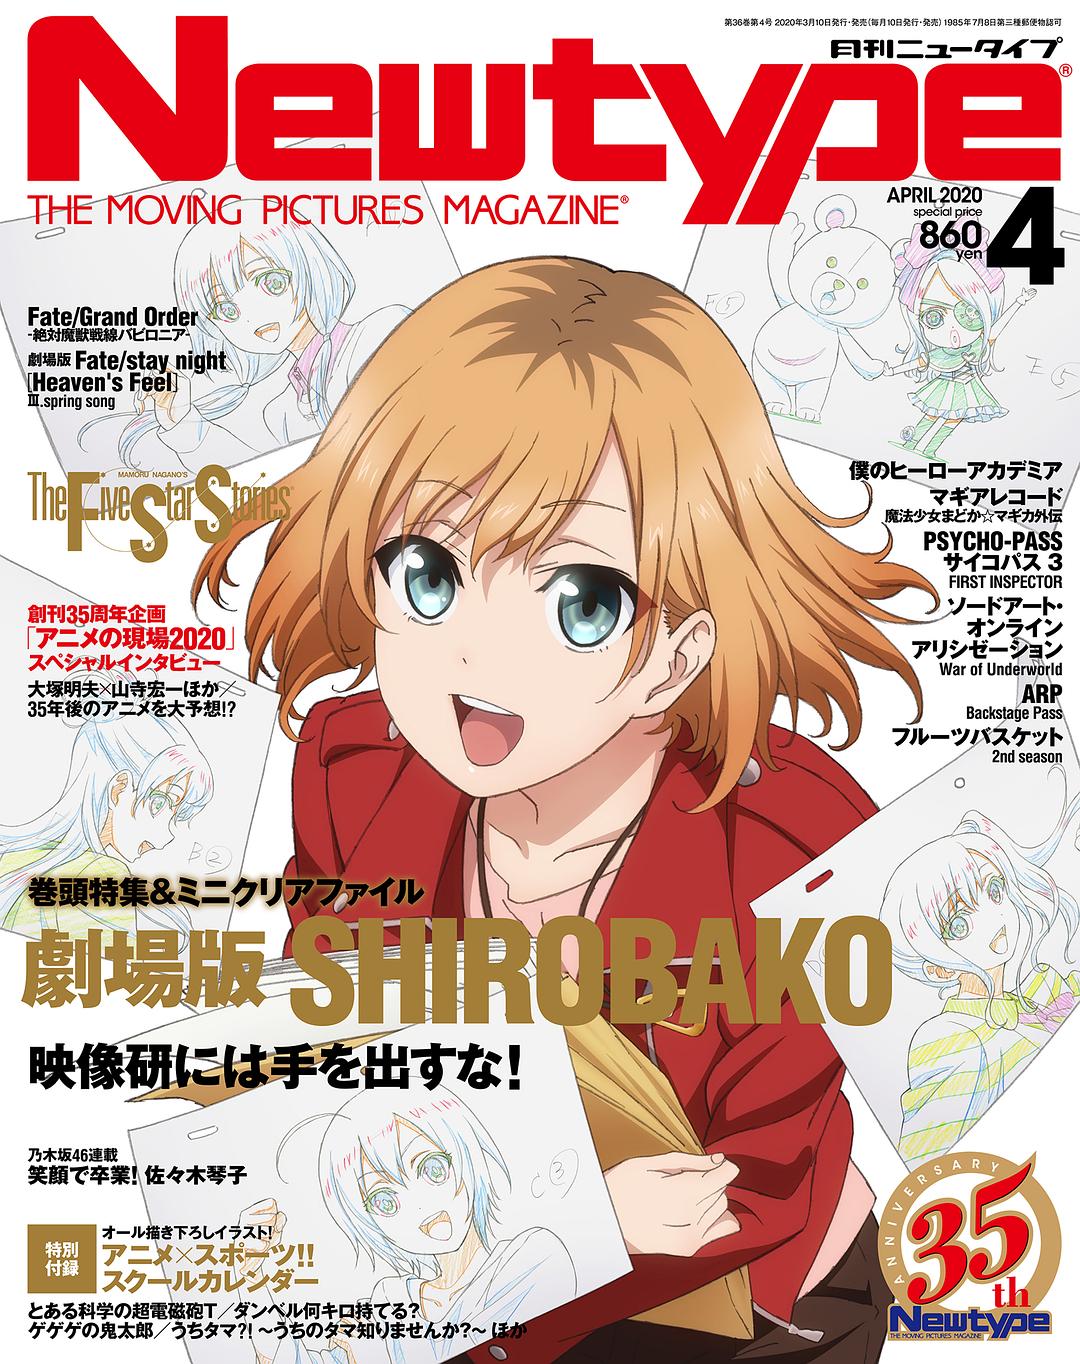 第36巻第4号 2020年3月10日発行・発売(毎月10日発行・発売) 1985年7月8日第三種郵便物認可
月刊ニュータイプ
Newtype®
THE MOVING PICTURES MAGAZINE®
APRIL 2020
special price
860
yen
4
Fate/Grand Order
-絶対魔獣戦線バビロニア-
劇場版 Fate/stay night
[Heaven's Feel]
Ⅲ.spring song
MAMORU NAGANO'S
The Five Star Stories
創刊35周年企画
「アニメの現場2020」
スペシャルインタビュー
大塚明夫×山寺宏一ほか/
35年後のアニメを大予想!?
僕のヒーローアカデミア
マギアレコード
魔法少女まどか☆マギカ外伝
PSYCHO-PASS
サイコパス 3
FIRST INSPECTOR
ソードアート・
オンライン
アリシゼーション
War of Underworld
ARP
Backstage Pass
フルーツバスケット
2nd season
F⑤
E⑤
B②
巻頭特集&ミニクリアファイル
劇場版 SHIROBAKO
映像研には手を出すな!
C③
乃木坂46連載
笑顔で卒業! 佐々木琴子
特別
付録
オール描き下ろしイラスト!
アニメ×スポーツ!!
スクールカレンダー
とある科学の超電磁砲T/ダンベル何キロ持てる?
ゲゲゲの鬼太郎/うちタマ?! ~うちのタマ知りませんか?~ ほか
ANNIVERSARY
35th
Newtype
THE MOVING PICTURES MAGAZINE